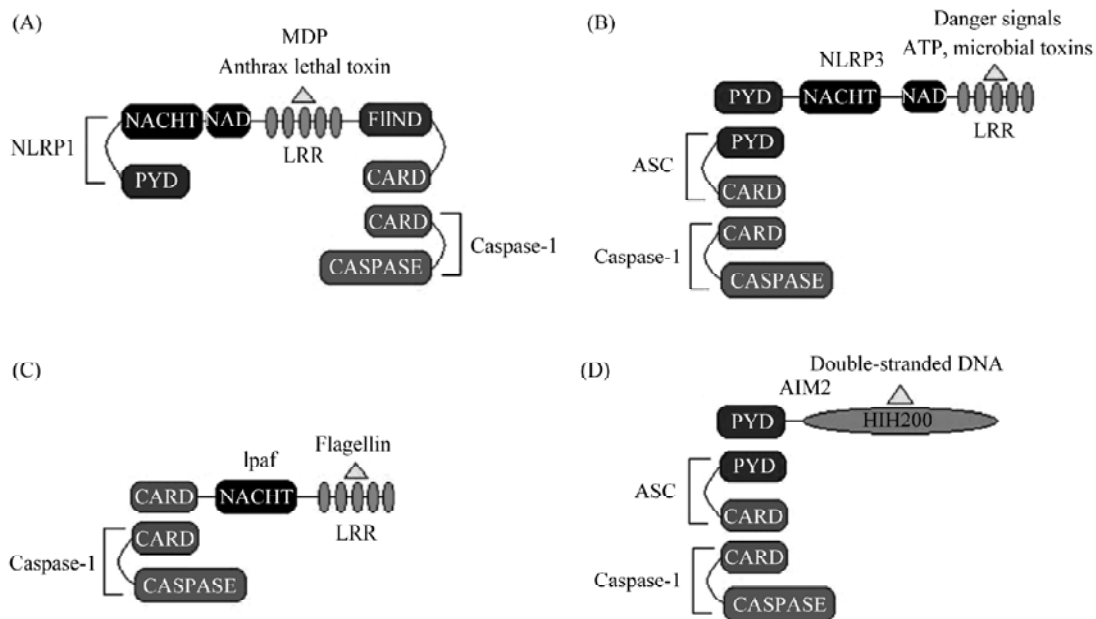 (A)
MDP
Anthrax lethal toxin
NACHT NAD FIIND
NLRP1
LRR
PYD CARD
CARD
Caspase-1
CASPASE
(B)
Danger signals
ATP, microbial toxins
NLRP3
PYD NACHT NAD
LRR
PYD
ASC
CARD
CARD
Caspase-1
CASPASE
(C)
Flagellin
Ipaf
CARD NACHT
LRR
CARD
Caspase-1
CASPASE
(D)
Double-stranded DNA
AIM2
PYD HIH200
PYD
ASC
CARD
CARD
Caspase-1
CASPASE